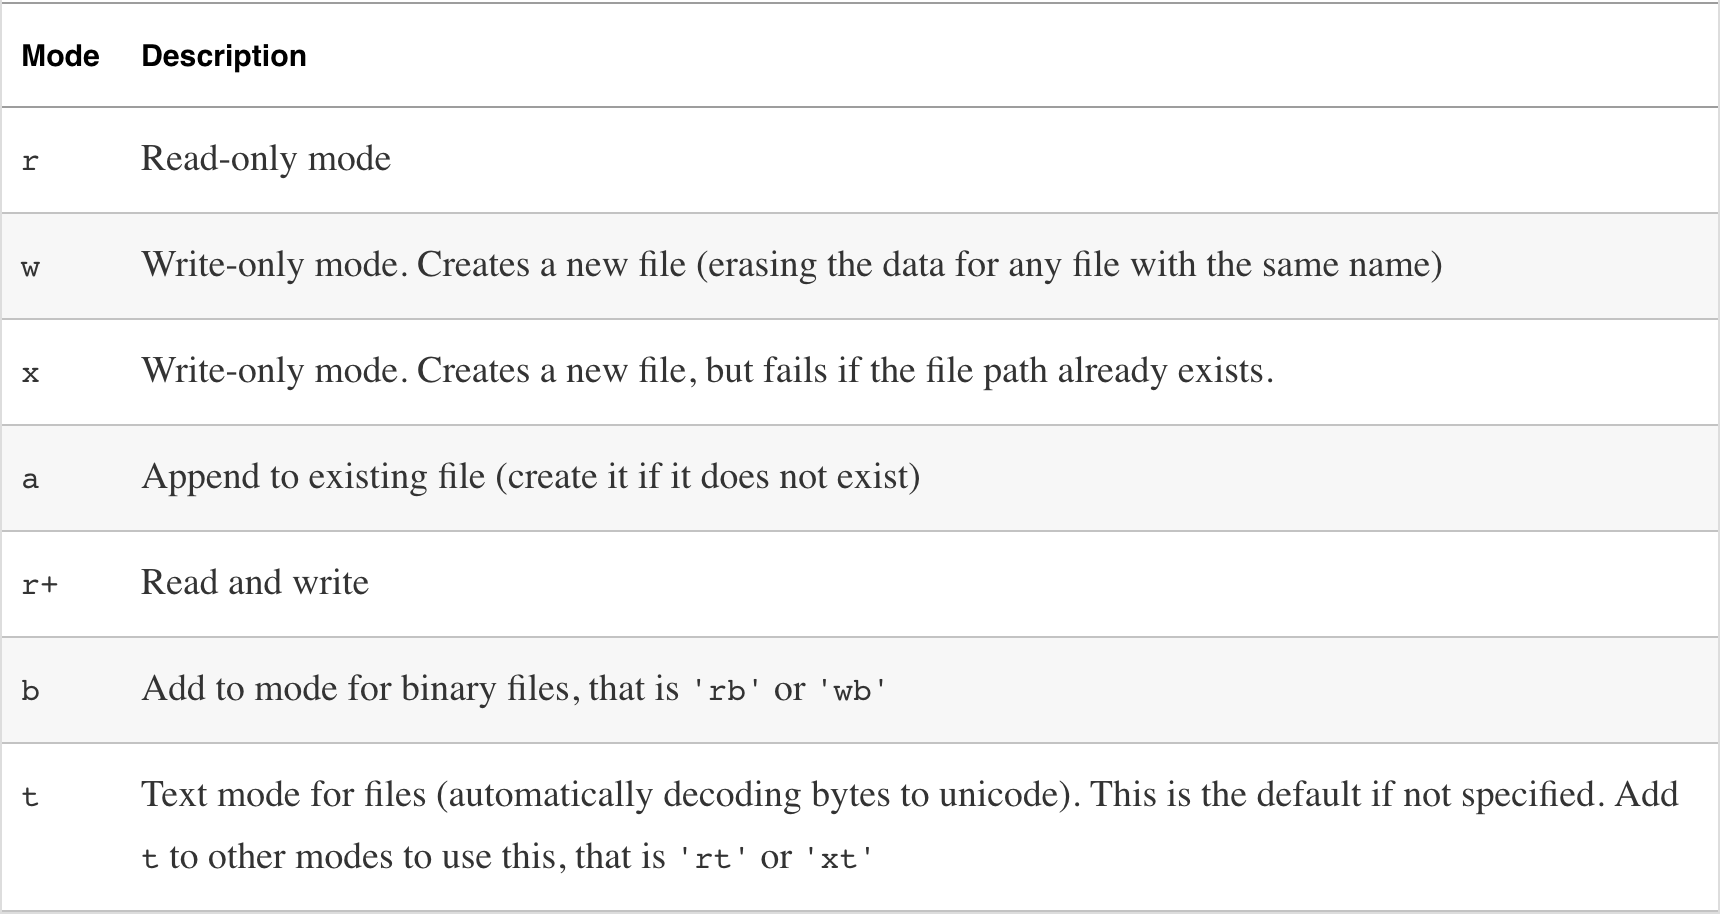 Mode Description
r Read-only mode
w Write-only mode. Creates a new file (erasing the data for any file with the same name)
x Write-only mode. Creates a new file, but fails if the file path already exists.
a Append to existing file (create it if it does not exist)
r+ Read and write
b Add to mode for binary files, that is 'rb' or 'wb'
t Text mode for files (automatically decoding bytes to unicode). This is the default if not specified. Add
t to other modes to use this, that is 'rt' or 'xt'